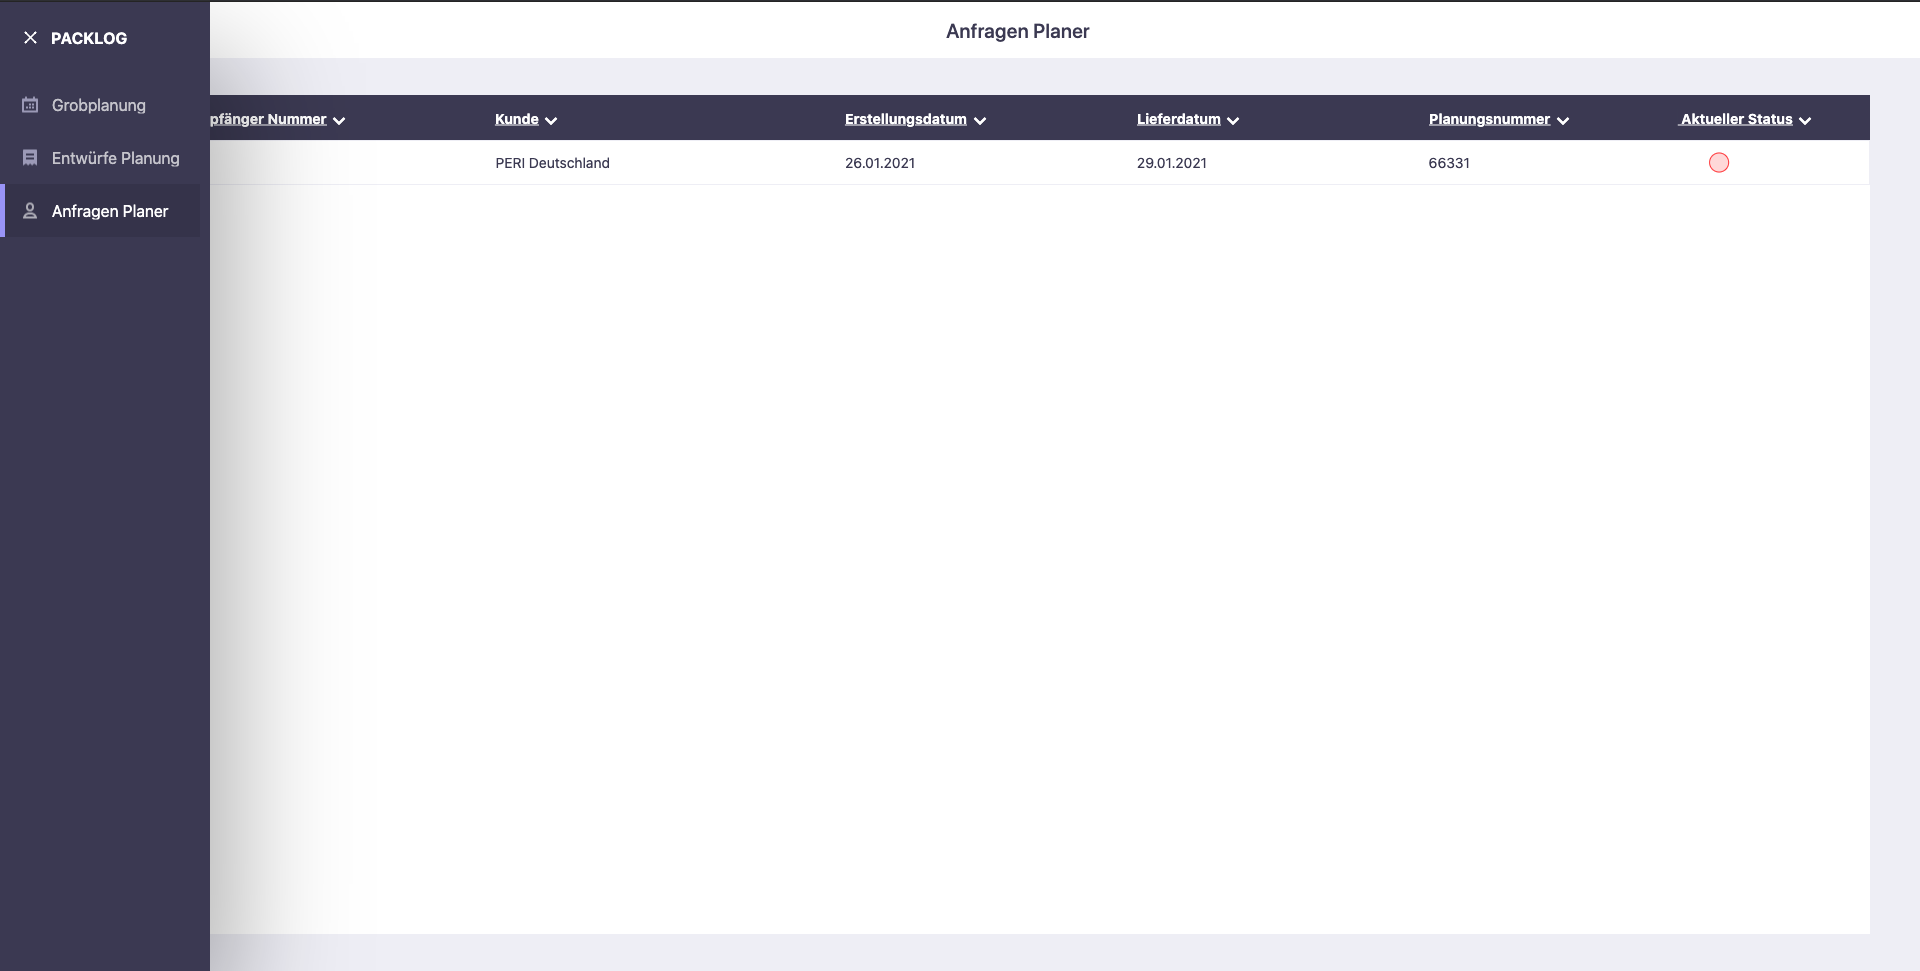 PACKLOG
Anfragen Planer
Grobplanung
Entwürfe Planung
Anfragen Planer
pfänger Nummer Kunde Erstellungsdatum Lieferdatum Planungsnummer Aktueller Status
PERI Deutschland 26.01.2021 29.01.2021 66331